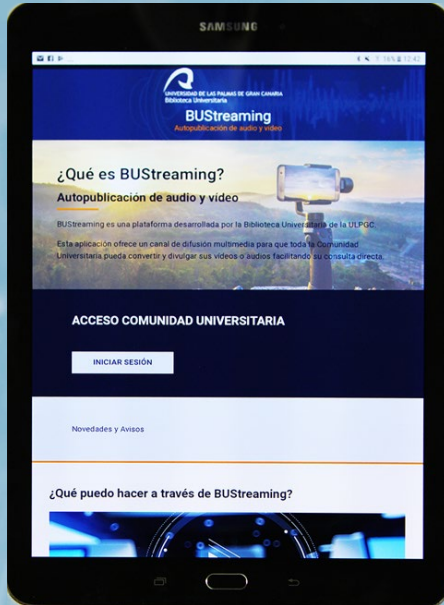 SAMSUNG
16% 12:42
UNIVERSIDAD DE LAS PALMAS DE GRAN CANARIA
Biblioteca Universitaria
BUStreaming
Autopublicación de audio y vídeo
¿Qué es BUStreaming?
Autopublicación de audio y vídeo
BUStreaming es una plataforma desarrollada por la Biblioteca Universitaria de la ULPGC.
Esta aplicación ofrece un canal de difusión multimedia para que toda la Comunidad
Universitaria pueda convertir y divulgar sus vídeos o audios facilitando su consulta directa.
ACCESO COMUNIDAD UNIVERSITARIA
INICIAR SESIÓN
Novedades y Avisos
¿Qué puedo hacer a través de BUStreaming?